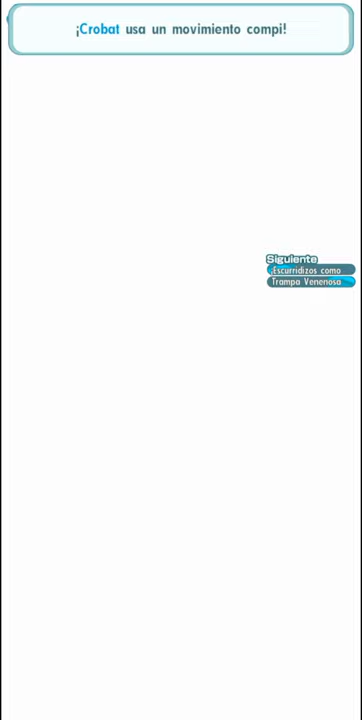 ¡Crobat usa un movimiento compi!
Siguiente
¡Escurridizos como
Trampa Venenosa